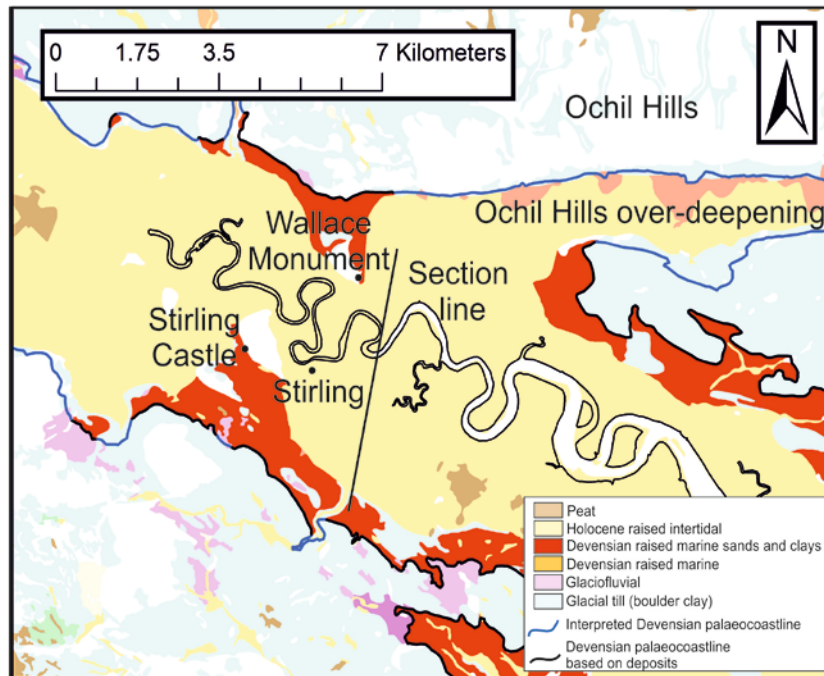 0 1.75 3.5 7 Kilometers
N
Ochil Hills
Ochil Hills over-deepening
Wallace
Monument
Section
line
Stirling
Castle
Stirling
Peat
Holocene raised intertidal
Devensian raised marine sands and clays
Devensian raised marine
Glaciofluvial
Glacial till (boulder clay)
Interpreted Devensian palaeocoastline
Devensian palaeocoastline
based on deposits